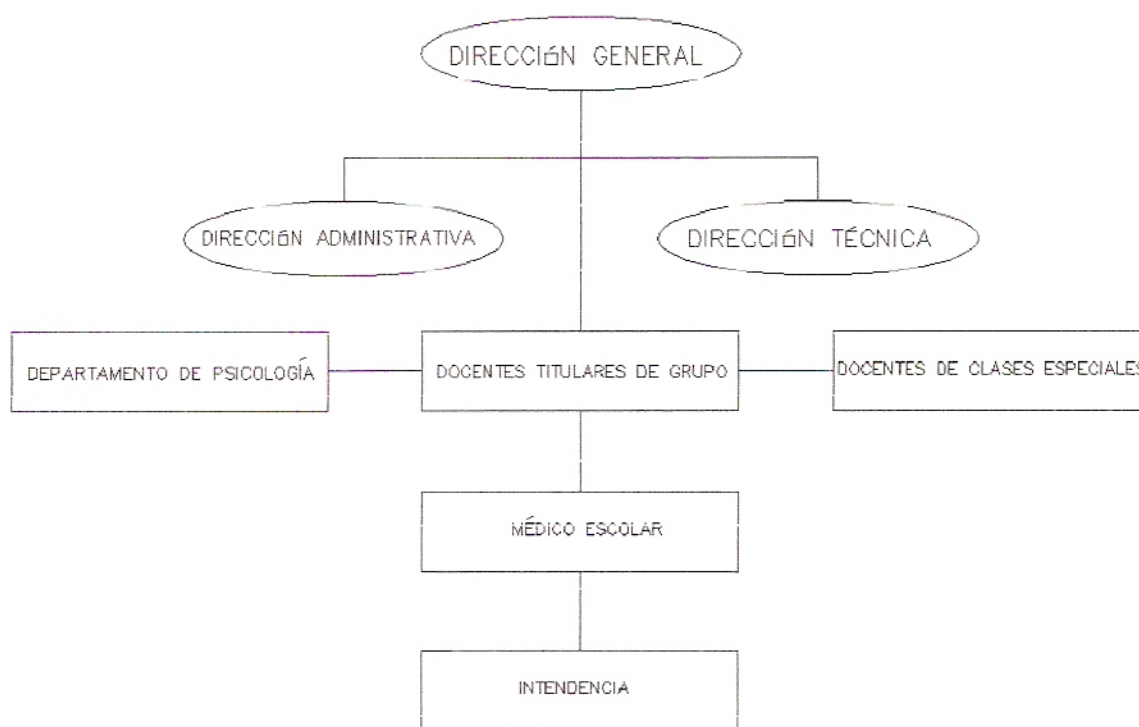 DIRECCIóN GENERAL
DIRECCIóN ADMINISTRATIVA
DIRECCIóN TÉCNICA
DEPARTAMENTO DE PSICOLOGÍA
DOCENTES TITULARES DE GRUPO
DOCENTES DE CLASES ESPECIALES
MÉDICO ESCOLAR
INTENDENCIA